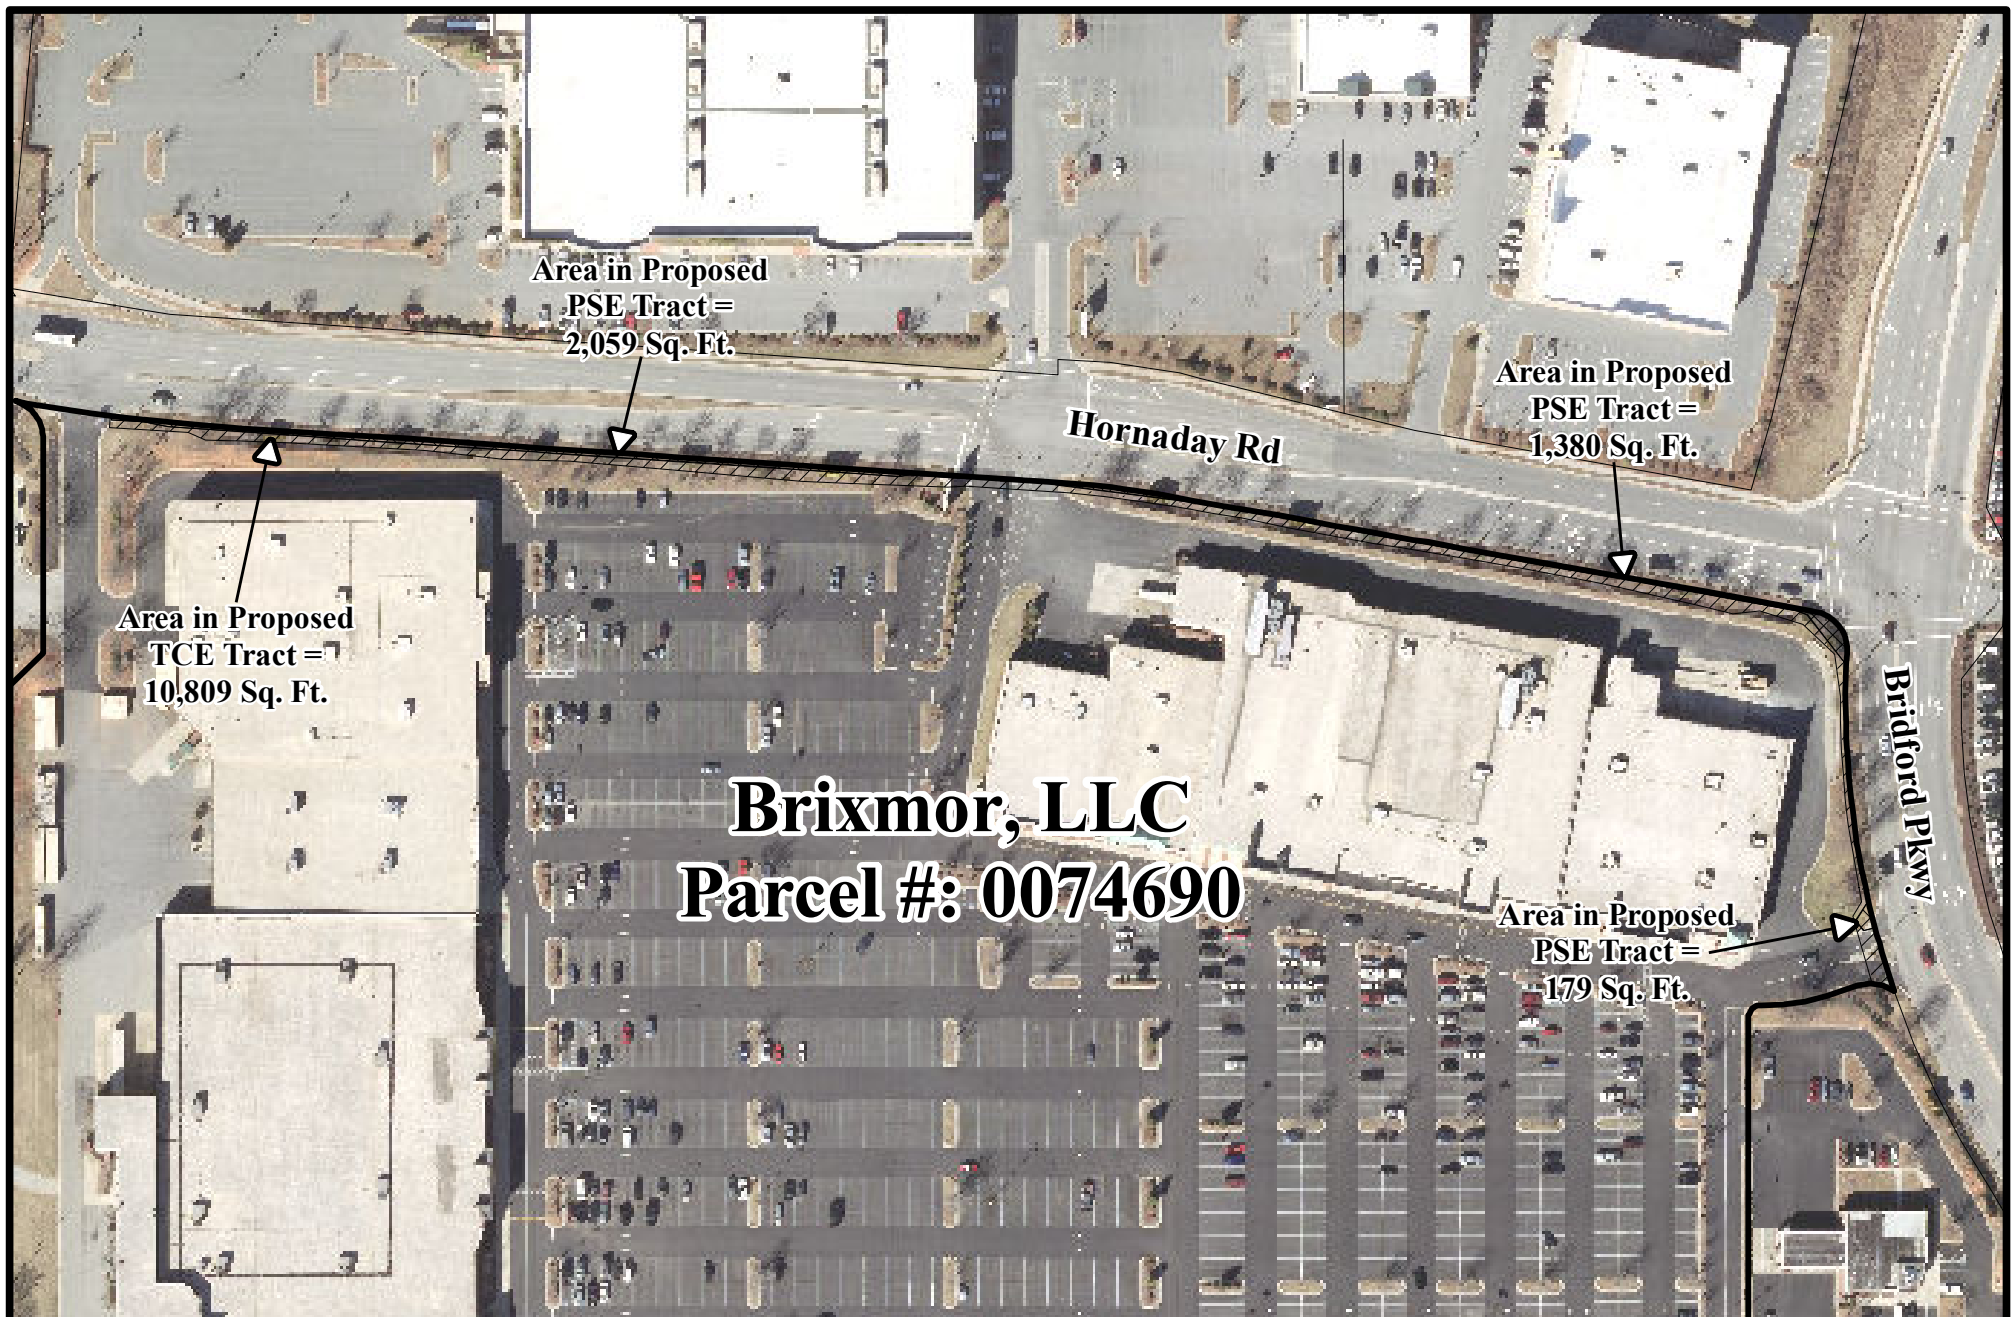 Area in Proposed
PSE Tract =
2,059 Sq. Ft.
Area in Proposed
PSE Tract =
1,380 Sq. Ft.
Hornaday Rd
Area in Proposed
TCE Tract =
10,809 Sq. Ft.
Bridford Pkwy
Brixmor, LLC
Parcel #: 0074690
Area in Proposed
PSE Tract =
179 Sq. Ft.